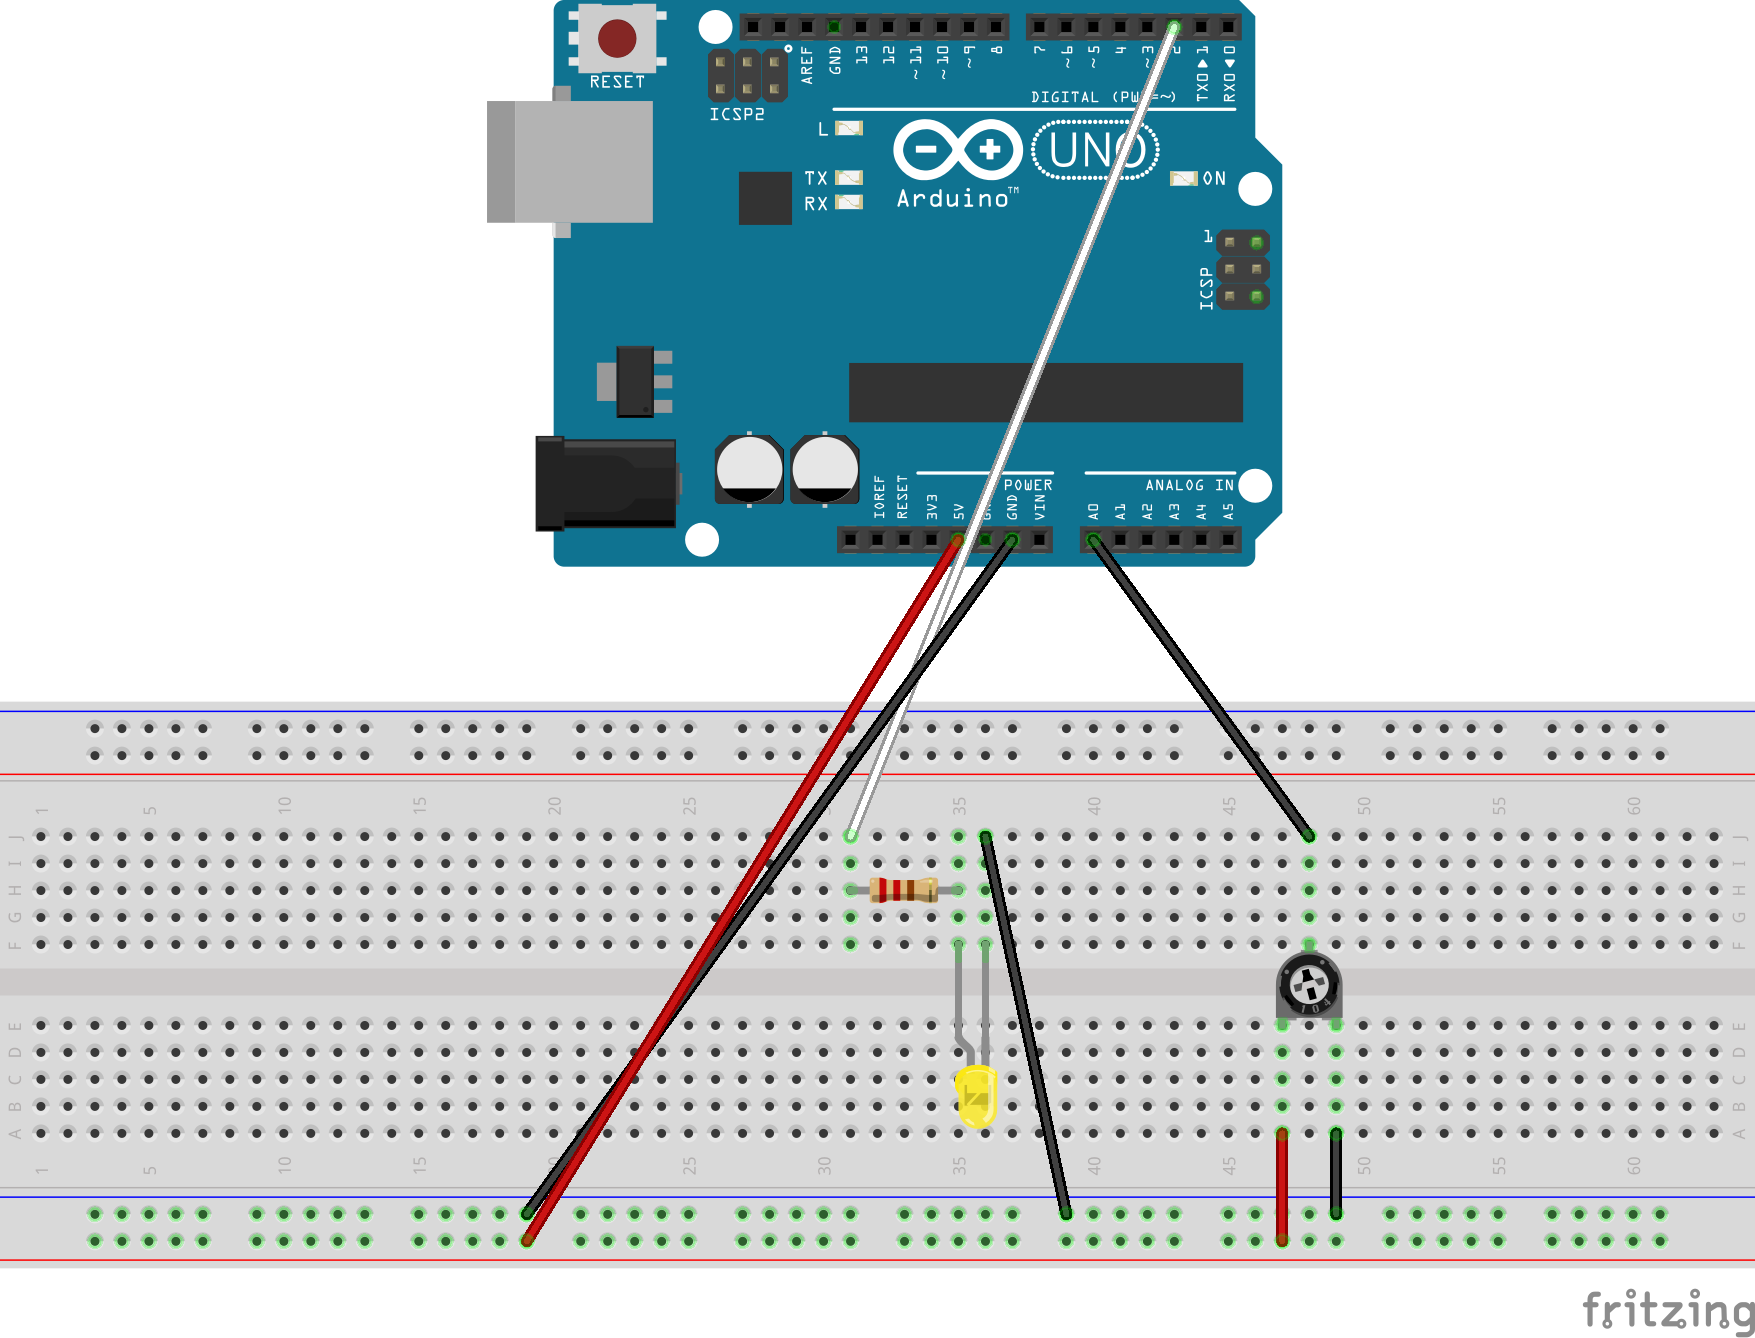 RESET
ICSP2
AREF
GND
13
12
~11
~10
~9
8
7
~6
~5
4
~3
2
TX0 ▶ 1
RX0 ◀ 0
DIGITAL (PWM=~)
L
TX
RX
UNO
Arduino™
ON
1
ICSP
IOREF
RESET
3V3
5V
GND
VIN
POWER
A0
A1
A2
A3
A4
A5
ANALOG IN
1 5 10 15 20 25 30 35 40 45 50 55 60
J J
I I
H H
G G
F F
104
E E
D D
C C
B B
A A
1 5 10 15 20 25 30 35 40 45 50 55 60
fritzing